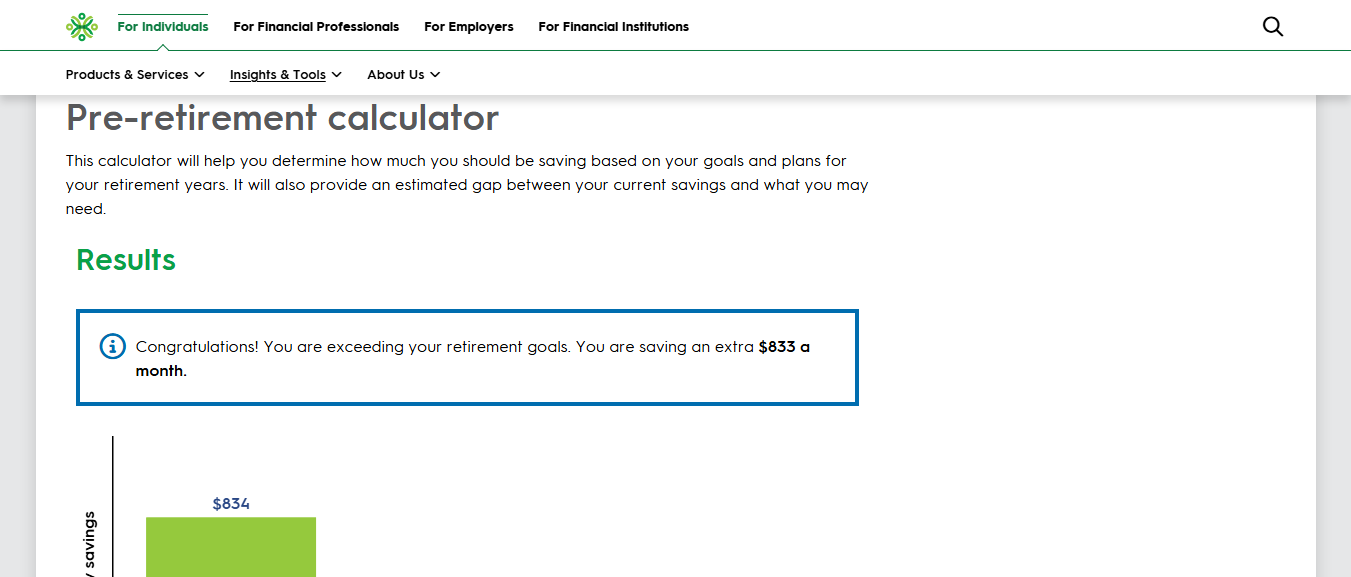 For Individuals For Financial Professionals For Employers For Financial Institutions
Products & Services Insights & Tools About Us
Pre-retirement calculator
This calculator will help you determine how much you should be saving based on your goals and plans for
your retirement years. It will also provide an estimated gap between your current savings and what you may
need.
Results
Congratulations! You are exceeding your retirement goals. You are saving an extra $833 a
month.
$834
savings